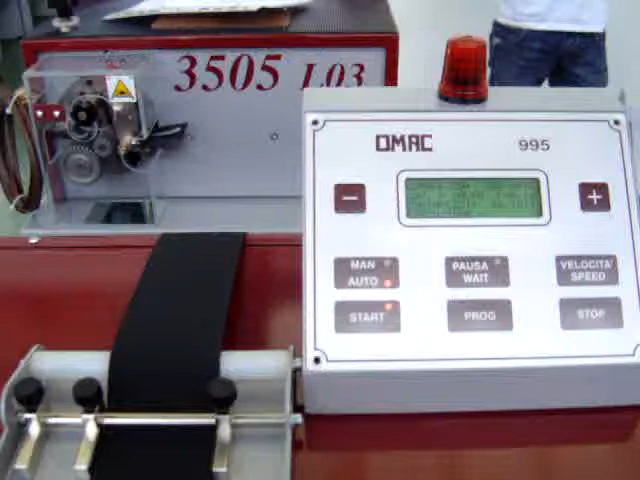 3505 L03
OMAC 995
- +
MAN
AUTO
PAUSA
WAIT
VELOCITA'
SPEED
START
PROG
STOP